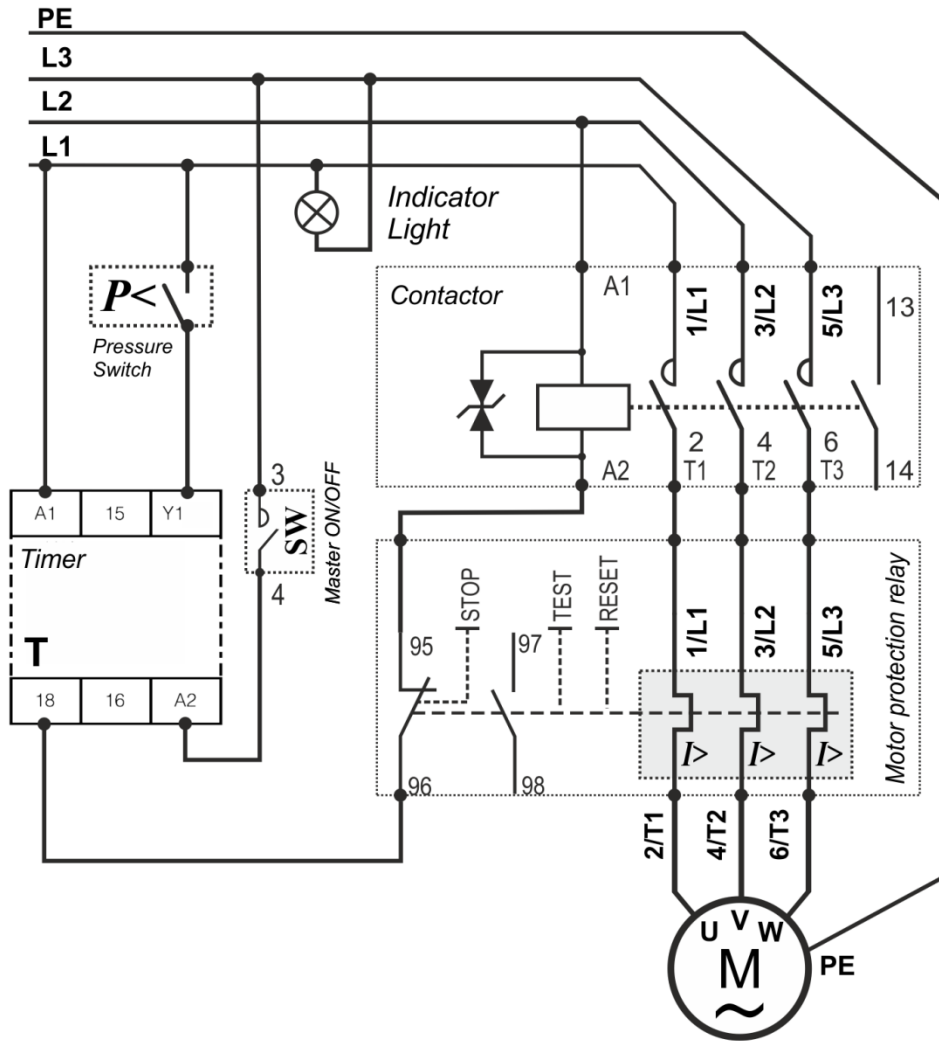 PE
L3
L2
L1
Indicator
Light
P<
Pressure
Switch
Contactor
A1
1/L1
3/L2
5/L3
13
2
4
6
A2
T1
T2
T3
14
A1
15
Y1
3
SW
Master ON/OFF
4
Timer
T
18
16
A2
STOP
TEST
RESET
Motor protection relay
95
97
1/L1
3/L2
5/L3
I>
I>
I>
96
98
2/T1
4/T2
6/T3
U
V
W
M
~
PE